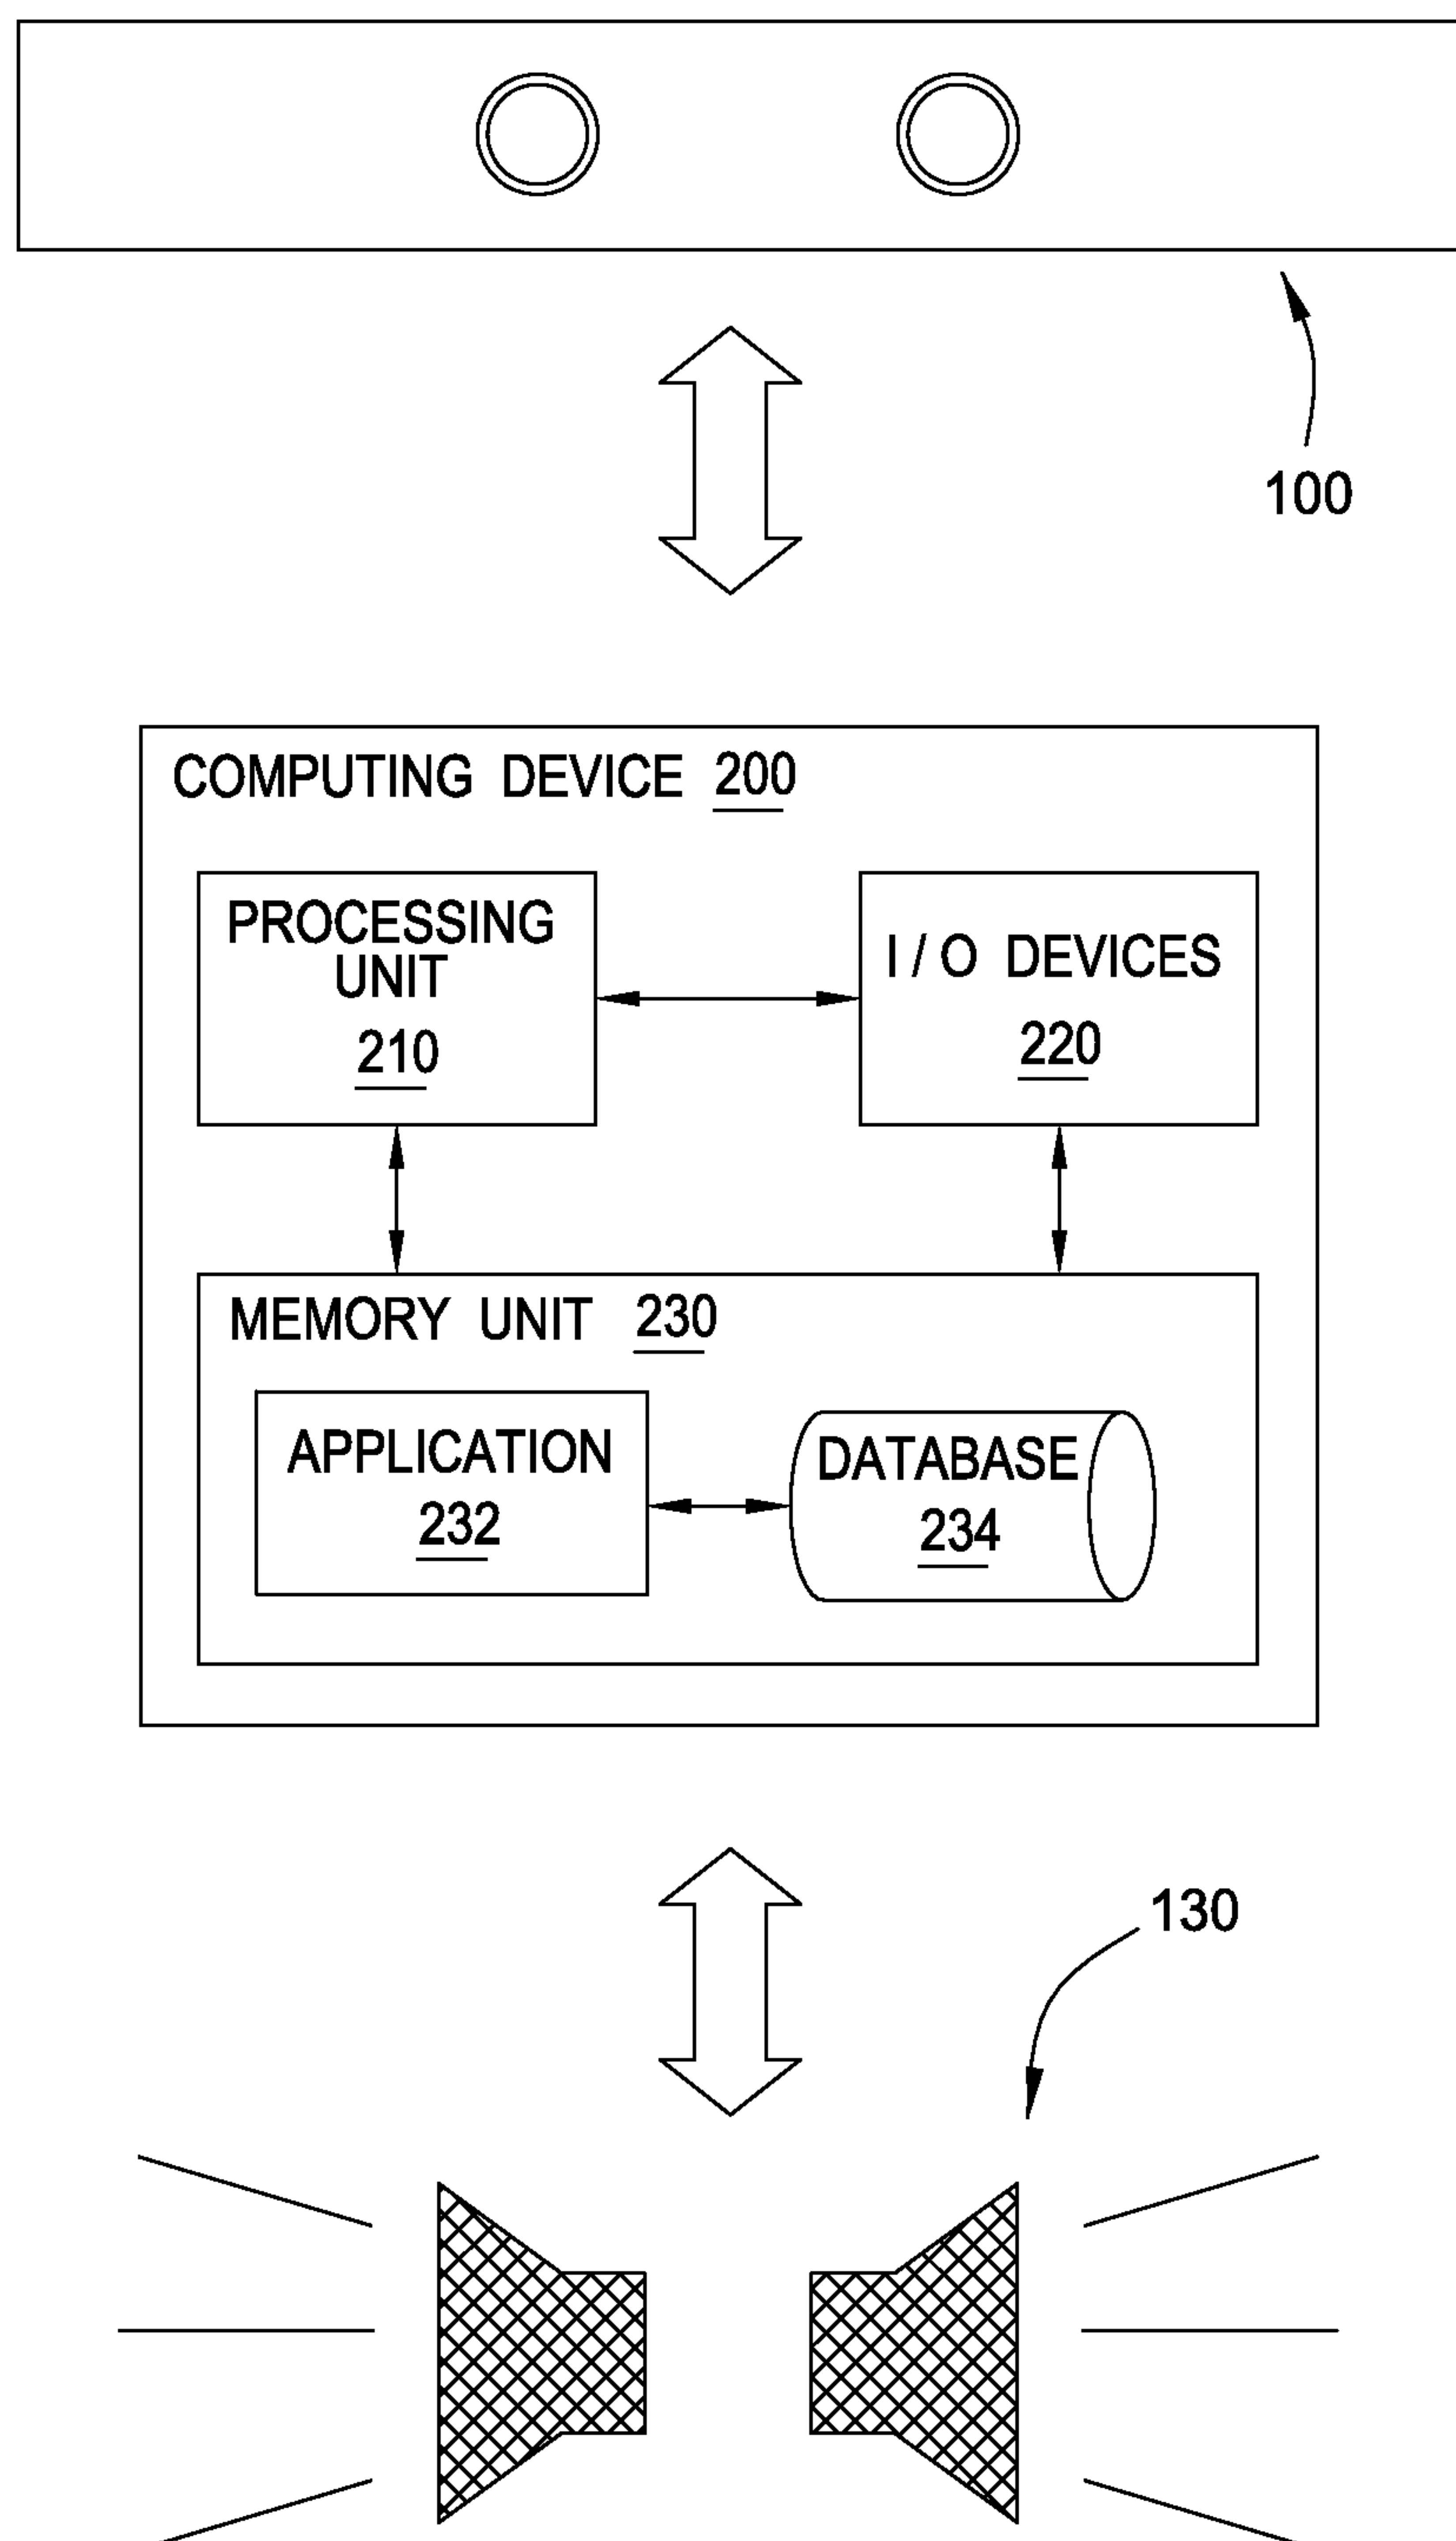 100
COMPUTING DEVICE 200
PROCESSING
UNIT
210
I / O DEVICES
220
MEMORY UNIT 230
APPLICATION
232
DATABASE
234
130